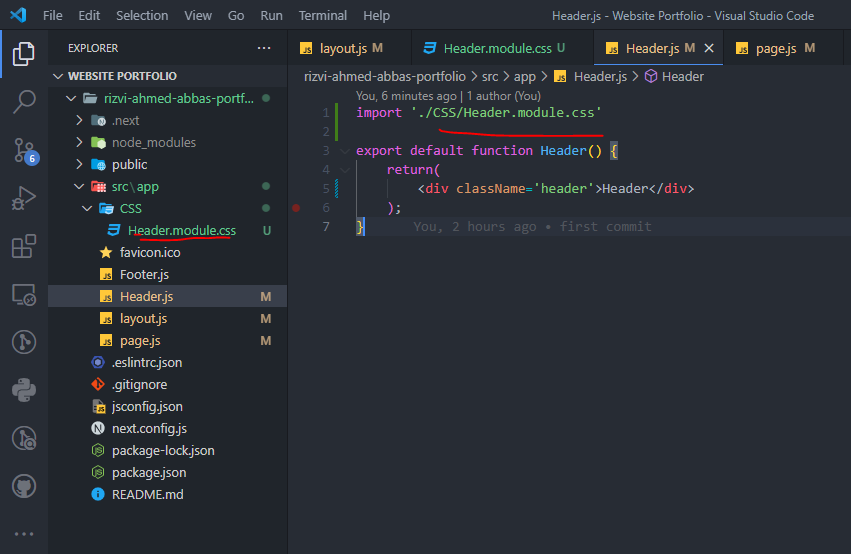 File Edit Selection View Go Run Terminal Help Header.js - Website Portfolio - Visual Studio Code
EXPLORER
WEBSITE PORTFOLIO
rizvi-ahmed-abbas-portf...
.next
node_modules
public
src\app
CSS
Header.module.css U
favicon.ico
Footer.js
Header.js M
layout.js M
page.js M
.eslintrc.json
.gitignore
jsconfig.json
next.config.js
package-lock.json
package.json
README.md
6
layout.js M Header.module.css U Header.js M page.js M
rizvi-ahmed-abbas-portfolio > src > app > Header.js > Header
You, 6 minutes ago | 1 author (You)
1 import './CSS/Header.module.css'
2
3 export default function Header() {
4 return(
5 <div className='header'>Header</div>
6 );
7 } You, 2 hours ago • first commit